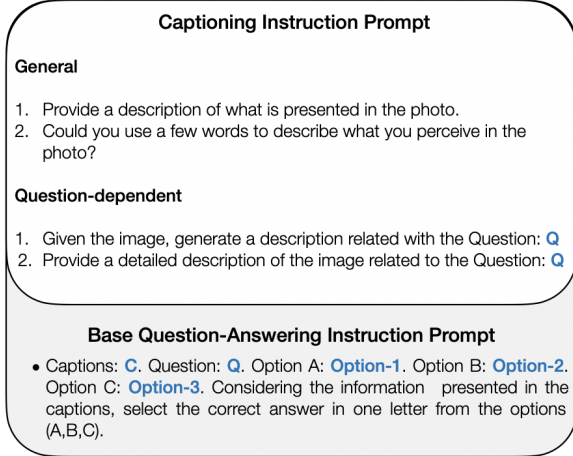 Captioning Instruction Prompt
General
1. Provide a description of what is presented in the photo.
2. Could you use a few words to describe what you perceive in the
photo?
Question-dependent
1. Given the image, generate a description related with the Question: Q
2. Provide a detailed description of the image related to the Question: Q
Base Question-Answering Instruction Prompt
• Captions: C. Question: Q. Option A: Option-1. Option B: Option-2.
Option C: Option-3. Considering the information presented in the
captions, select the correct answer in one letter from the options
(A,B,C).